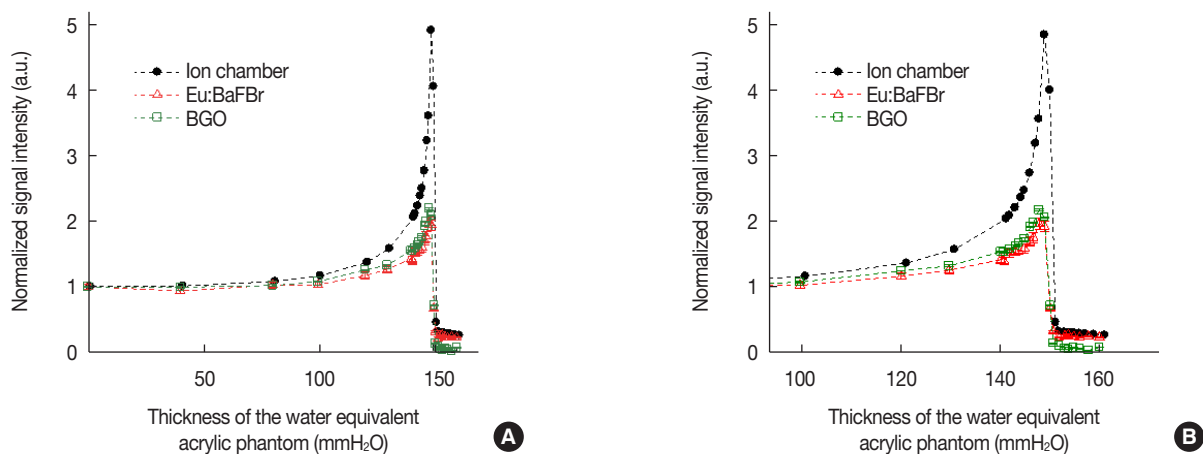 Normalized signal intensity (a.u.)
5
4
3
2
1
0
Ion chamber
Eu:BaFBr
BGO
50
100
150
Thickness of the water equivalent
acrylic phantom (mmH₂O)
A
Normalized signal intensity (a.u.)
5
4
3
2
1
0
Ion chamber
Eu:BaFBr
BGO
100
120
140
160
Thickness of the water equivalent
acrylic phantom (mmH₂O)
B